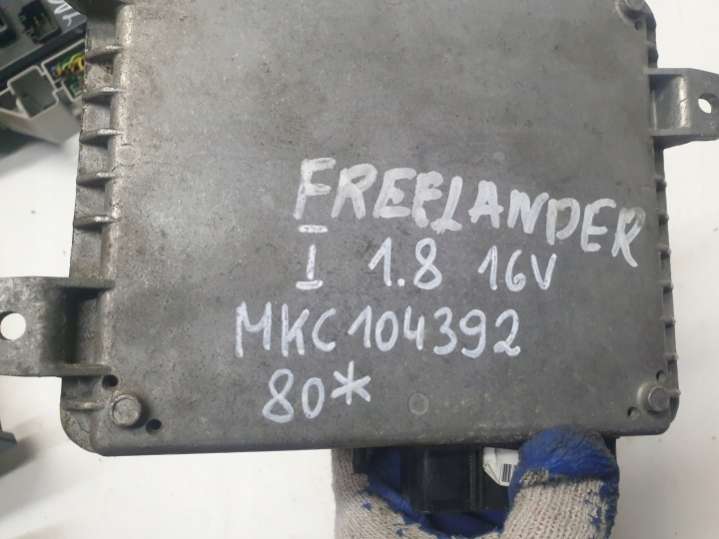 FREELANDER
I 1.8 16V
MKC104392
80*